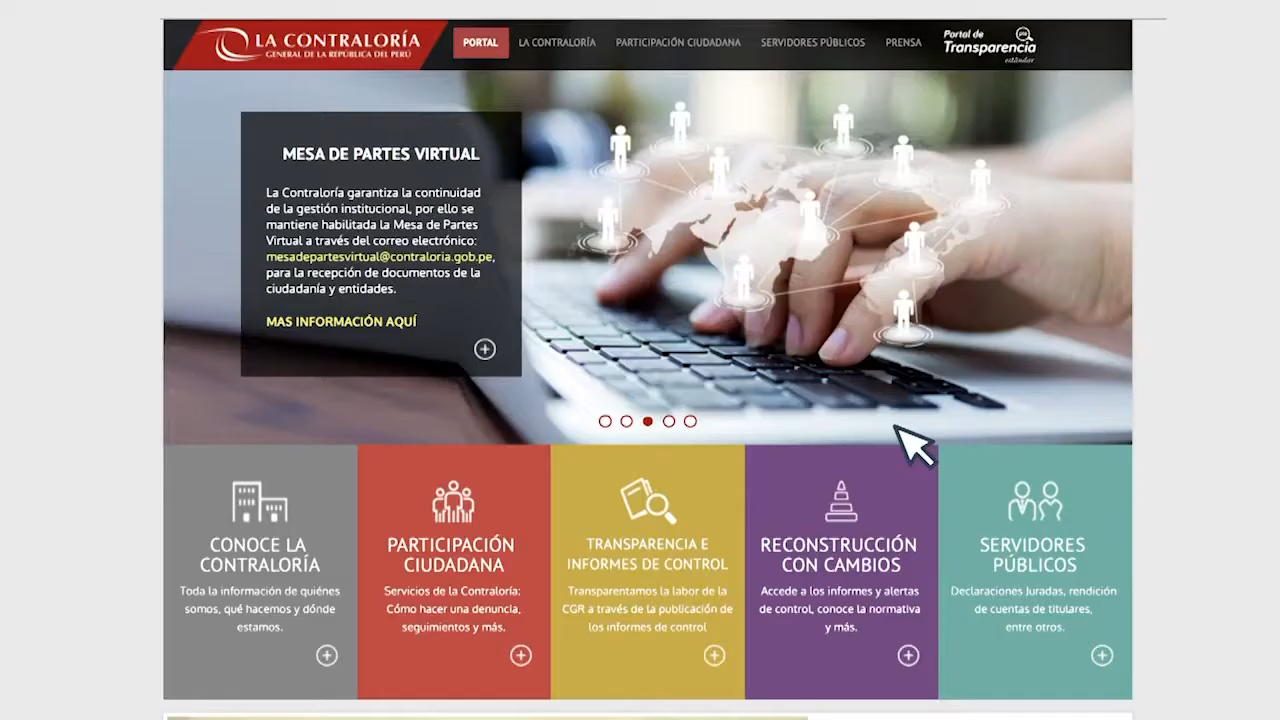 LA CONTRALORÍA
GENERAL DE LA REPÚBLICA DEL PERÚ
PORTAL
LA CONTRALORÍA
PARTICIPACIÓN CIUDADANA
SERVIDORES PÚBLICOS
PRENSA
Portal de
Transparencia
estándar
MESA DE PARTES VIRTUAL
La Contraloría garantiza la continuidad
de la gestión institucional, por ello se
mantiene habilitada la Mesa de Partes
Virtual a través del correo electrónico:
mesadepartesvirtual@contraloria.gob.pe,
para la recepción de documentos de la
ciudadanía y entidades.
MAS INFORMACIÓN AQUÍ
CONOCE LA
CONTRALORÍA
Toda la información de quiénes
somos, qué hacemos y dónde
estamos.
PARTICIPACIÓN
CIUDADANA
Servicios de la Contraloría:
Cómo hacer una denuncia,
seguimientos y más.
TRANSPARENCIA E
INFORMES DE CONTROL
Transparentamos la labor de la
CGR a través de la publicación de
los informes de control
RECONSTRUCCIÓN
CON CAMBIOS
Accede a los informes y alertas
de control, conoce la normativa
y más.
SERVIDORES
PÚBLICOS
Declaraciones Juradas, rendición
de cuentas de titulares,
entre otros.